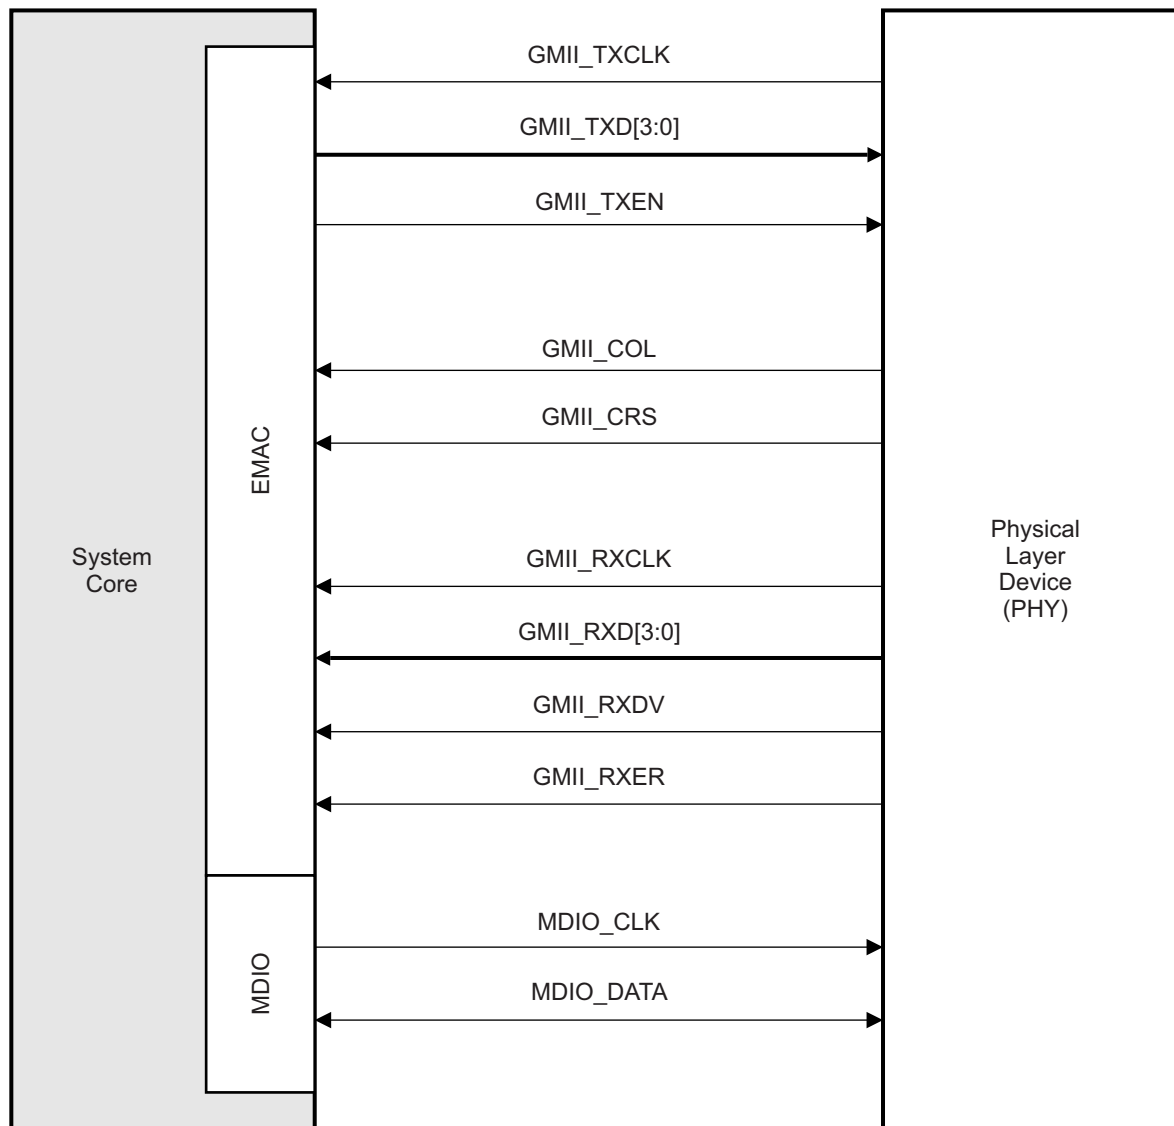 GMII_TXCLK
GMII_TXD[3:0]
GMII_TXEN
GMII_COL
GMII_CRS
EMAC
System
Core
GMII_RXCLK
GMII_RXD[3:0]
GMII_RXDV
GMII_RXER
Physical
Layer
Device
(PHY)
MDIO
MDIO_CLK
MDIO_DATA